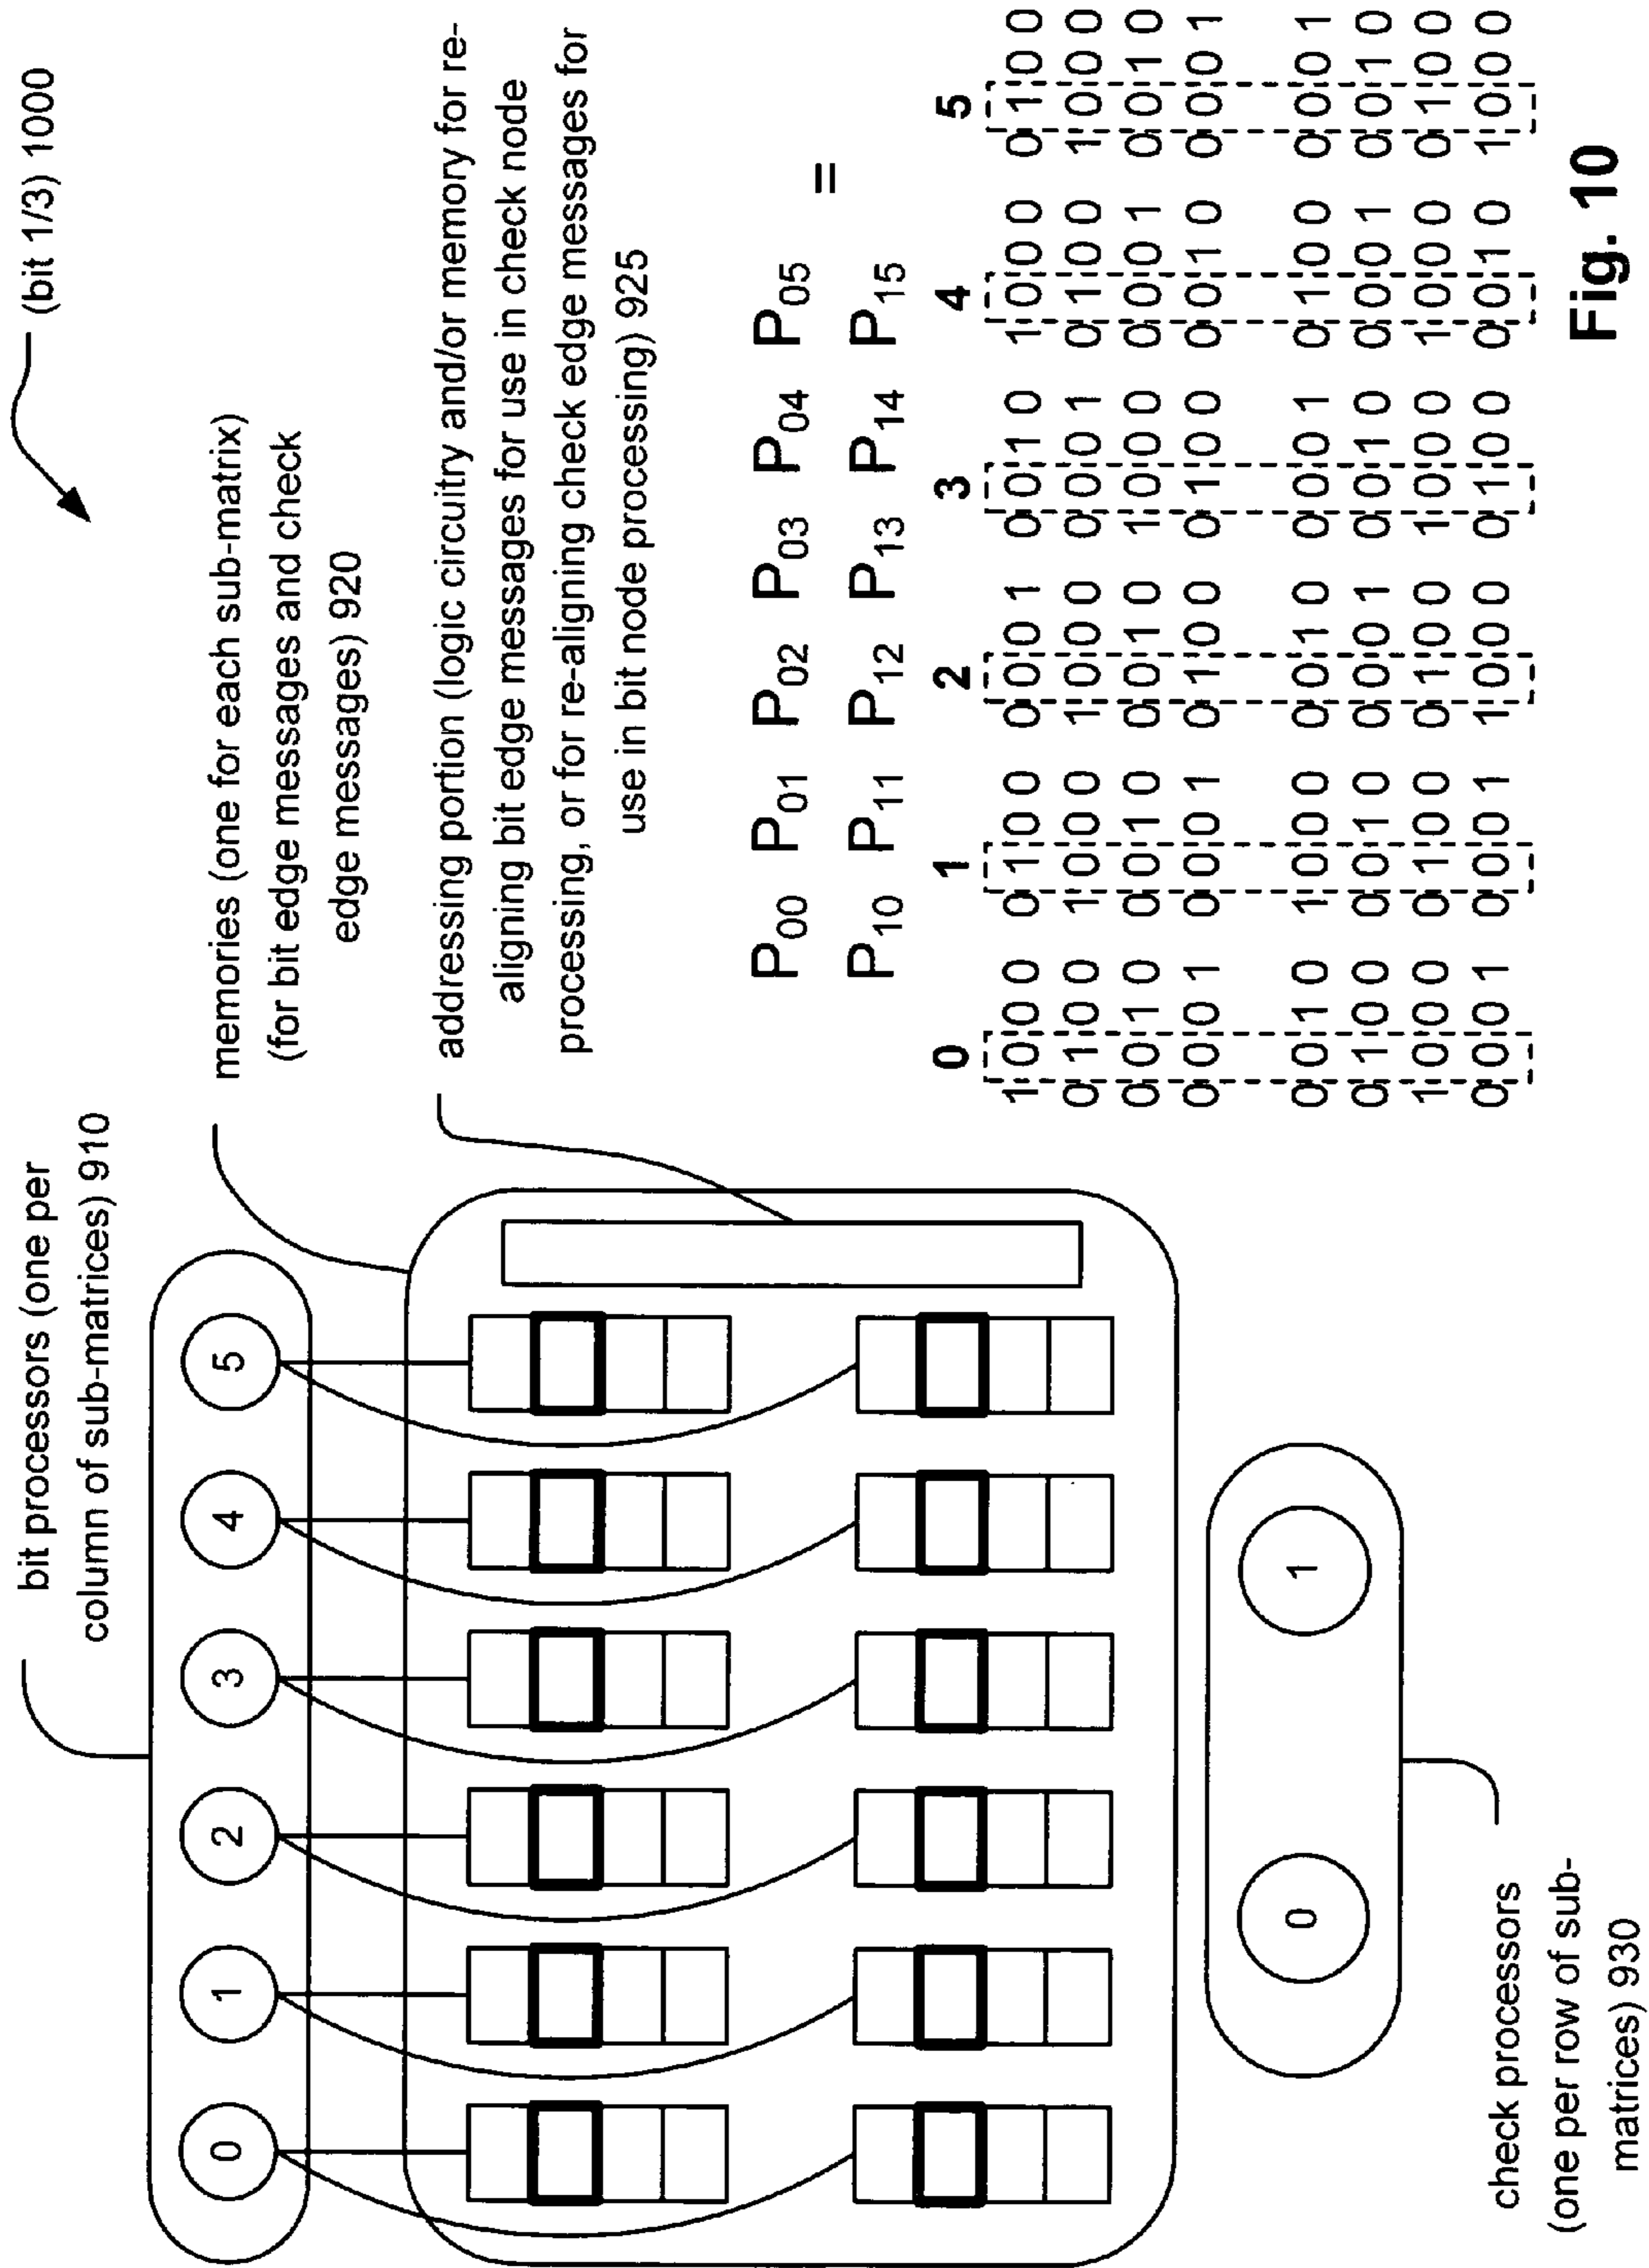 (bit 1/3) 1000
bit processors (one per
column of sub-matrices) 910
0 1 2 3 4 5
memories (one for each sub-matrix)
(for bit edge messages and check
edge messages) 920
addressing portion (logic circuitry and/or memory for re-
aligning bit edge messages for use in check node
processing, or for re-aligning check edge messages for
use in bit node processing) 925
0 1
check processors
(one per row of sub-
matrices) 930
P00 P01 P02 P03 P04 P05
P10 P11 P12 P13 P14 P15
=
0 1 2 3 4 5
1 0 0 0 0 1 0 0 0 0 0 1 0 0 1 0 1 0 0 0 0 1 0 0
0 1 0 0 1 0 0 0 1 0 0 0 0 0 0 1 0 1 0 0 1 0 0 0
0 0 1 0 0 0 1 0 0 0 1 0 1 0 0 0 0 0 0 1 0 0 1 0
0 0 0 1 0 0 0 1 0 1 0 0 0 1 0 0 0 0 1 0 0 0 0 1
0 0 1 0 1 0 0 0 0 0 1 0 0 0 0 1 0 1 0 0 0 0 0 1
0 1 0 0 0 0 1 0 0 0 0 1 0 0 1 0 0 0 0 1 0 0 1 0
1 0 0 0 0 1 0 0 0 1 0 0 1 0 0 0 1 0 0 0 0 1 0 0
0 0 0 1 0 0 0 1 1 0 0 0 0 1 0 0 0 0 1 0 1 0 0 0
Fig. 10